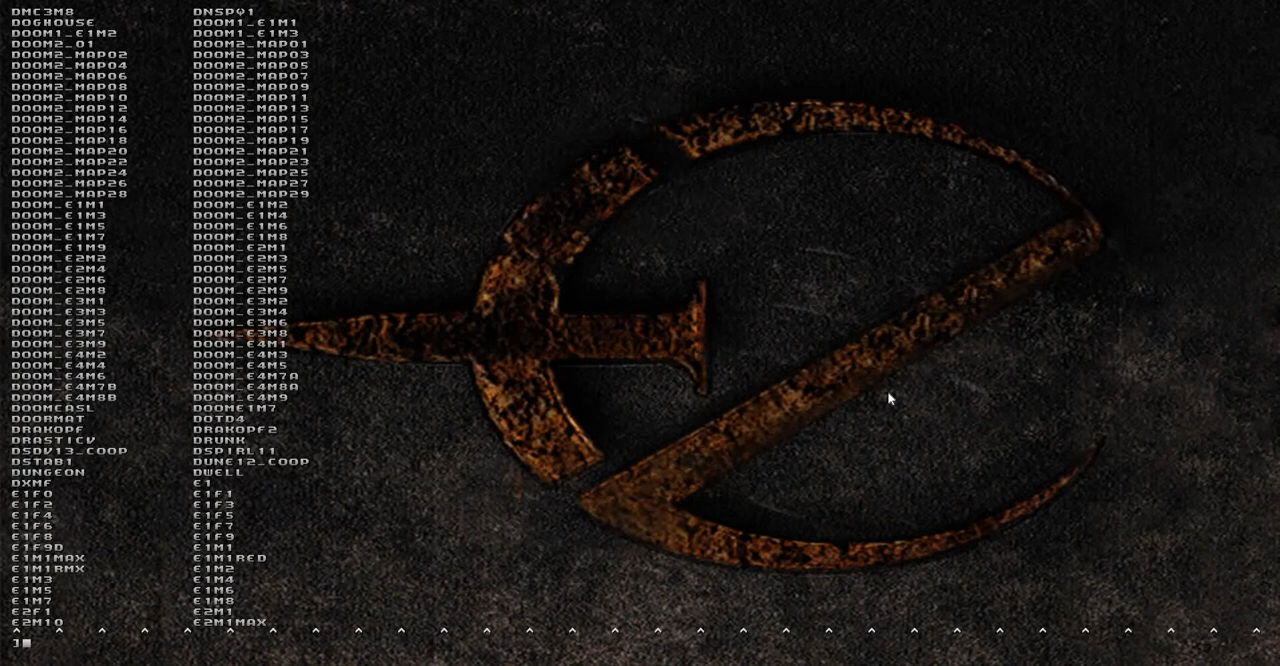 DMC3M8 DNSPQ1
DOGHOUSE DOOM1_E1M1
DOOM1_E1M2 DOOM1_E1M3
DOOM2_01 DOOM2_MAP01
DOOM2_MAP02 DOOM2_MAP03
DOOM2_MAP04 DOOM2_MAP05
DOOM2_MAP06 DOOM2_MAP07
DOOM2_MAP08 DOOM2_MAP09
DOOM2_MAP10 DOOM2_MAP11
DOOM2_MAP12 DOOM2_MAP13
DOOM2_MAP14 DOOM2_MAP15
DOOM2_MAP16 DOOM2_MAP17
DOOM2_MAP18 DOOM2_MAP19
DOOM2_MAP20 DOOM2_MAP21
DOOM2_MAP22 DOOM2_MAP23
DOOM2_MAP24 DOOM2_MAP25
DOOM2_MAP26 DOOM2_MAP27
DOOM2_MAP28 DOOM2_MAP29
DOOM_E1M1 DOOM_E1M2
DOOM_E1M3 DOOM_E1M4
DOOM_E1M5 DOOM_E1M6
DOOM_E1M7 DOOM_E1M8
DOOM_E1M9 DOOM_E2M1
DOOM_E2M2 DOOM_E2M3
DOOM_E2M4 DOOM_E2M5
DOOM_E2M6 DOOM_E2M7
DOOM_E2M8 DOOM_E2M9
DOOM_E3M1 DOOM_E3M2
DOOM_E3M3 DOOM_E3M4
DOOM_E3M5 DOOM_E3M6
DOOM_E3M7 DOOM_E3M8
DOOM_E3M9 DOOM_E4M1
DOOM_E4M2 DOOM_E4M3
DOOM_E4M4 DOOM_E4M5
DOOM_E4M6 DOOM_E4M7A
DOOM_E4M7B DOOM_E4M8A
DOOM_E4M8B DOOM_E4M9
DOOMCASL DOOME1M7
DOORMAT DOTD4
DRAKOPF DRAKOPF2
DRASTICV DRUNK
DSDV13_COOP DSPIRL11
DSTAB1 DUNE12_COOP
DUNGEON DWELL
DXMF E1
E1F0 E1F1
E1F2 E1F3
E1F4 E1F5
E1F6 E1F7
E1F8 E1F9
E1F9D E1M1
E1M1MAX E1M1RED
E1M1RMX E1M2
E1M3 E1M4
E1M5 E1M6
E1M7 E1M8
E2F1 E2M1
E2M10 E2M1MAX
^ ^ ^ ^ ^ ^ ^ ^ ^ ^ ^ ^ ^ ^ ^ ^ ^ ^ ^ ^ ^ ^ ^ ^ ^ ^ ^ ^ ^ ^
]